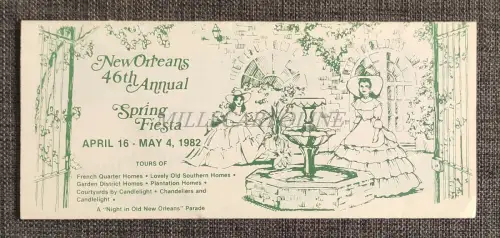 New Orleans
46th
Annual
Spring
Fiesta
APRIL 16 - MAY 4, 1982
TOURS OF
French Quarter Homes • Lovely Old Southern Homes •
Garden District Homes • Plantation Homes •
Courtyards by Candlelight • Chandeliers and
Candlelight •
A "Night in Old New Orleans" Parade